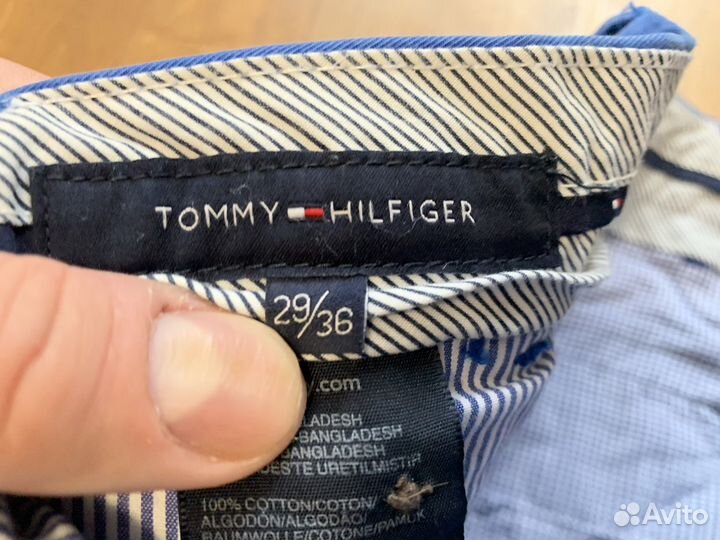 TOMMY HILFIGER
29/36
.com
LADESH
-BANGLADESH
BANGLADESH
DESTE URETILMISTIR
100% COTTON/COTON/
ALGODÓN/ALGODÃO/
BAUMWOLLE/COTONE/PAMUK
Avito